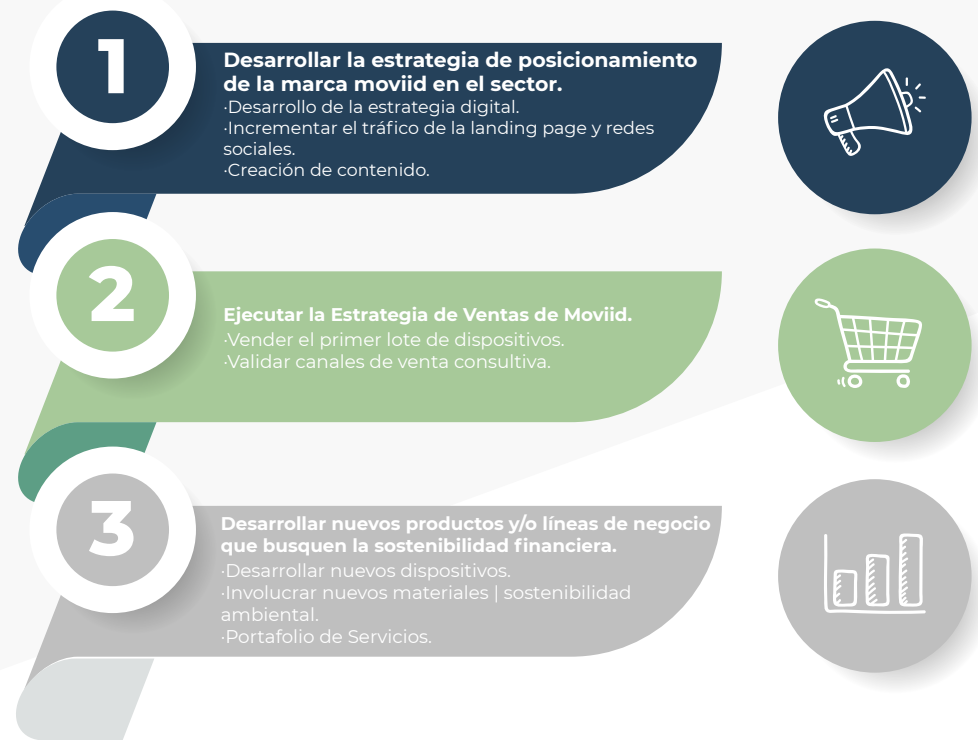 1
Desarrollar la estrategia de posicionamiento
de la marca moviid en el sector.
·Desarrollo de la estrategia digital.
·Incrementar el tráfico de la landing page y redes
sociales.
·Creación de contenido.
2
Ejecutar la Estrategia de Ventas de Moviid.
·Vender el primer lote de dispositivos.
·Validar canales de venta consultiva.
3
Desarrollar nuevos productos y/o líneas de negocio
que busquen la sostenibilidad financiera.
·Desarrollar nuevos dispositivos.
·Involucrar nuevos materiales | sostenibilidad
ambiental.
·Portafolio de Servicios.